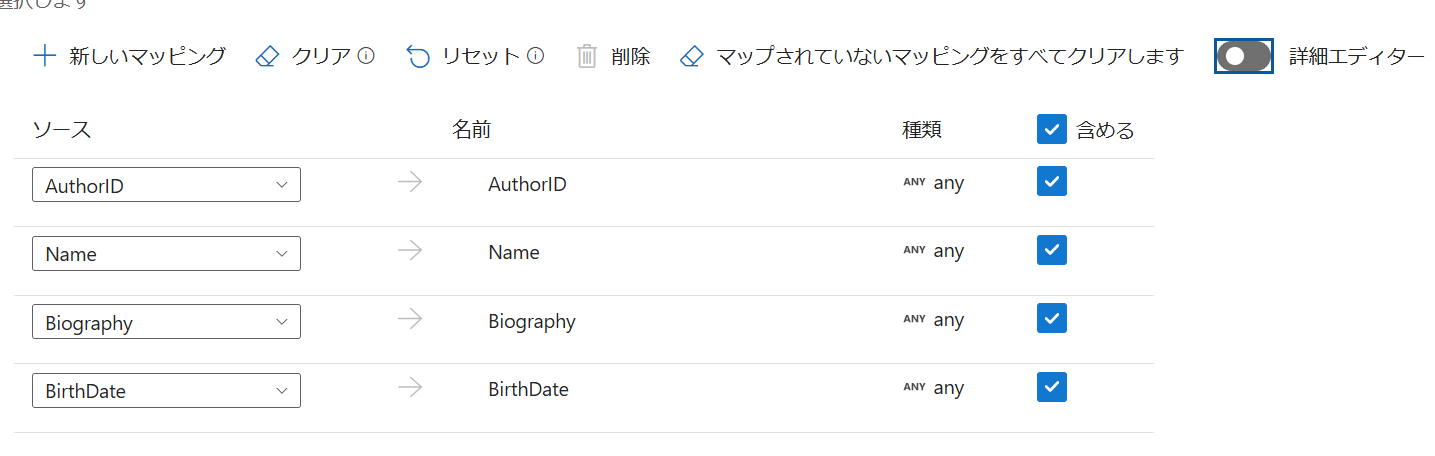 選択します
新しいマッピング クリア リセット 削除 マップされていないマッピングをすべてクリアします 詳細エディター
ソース 名前 種類 含める
AuthorID AuthorID ANY any
Name Name ANY any
Biography Biography ANY any
BirthDate BirthDate ANY any